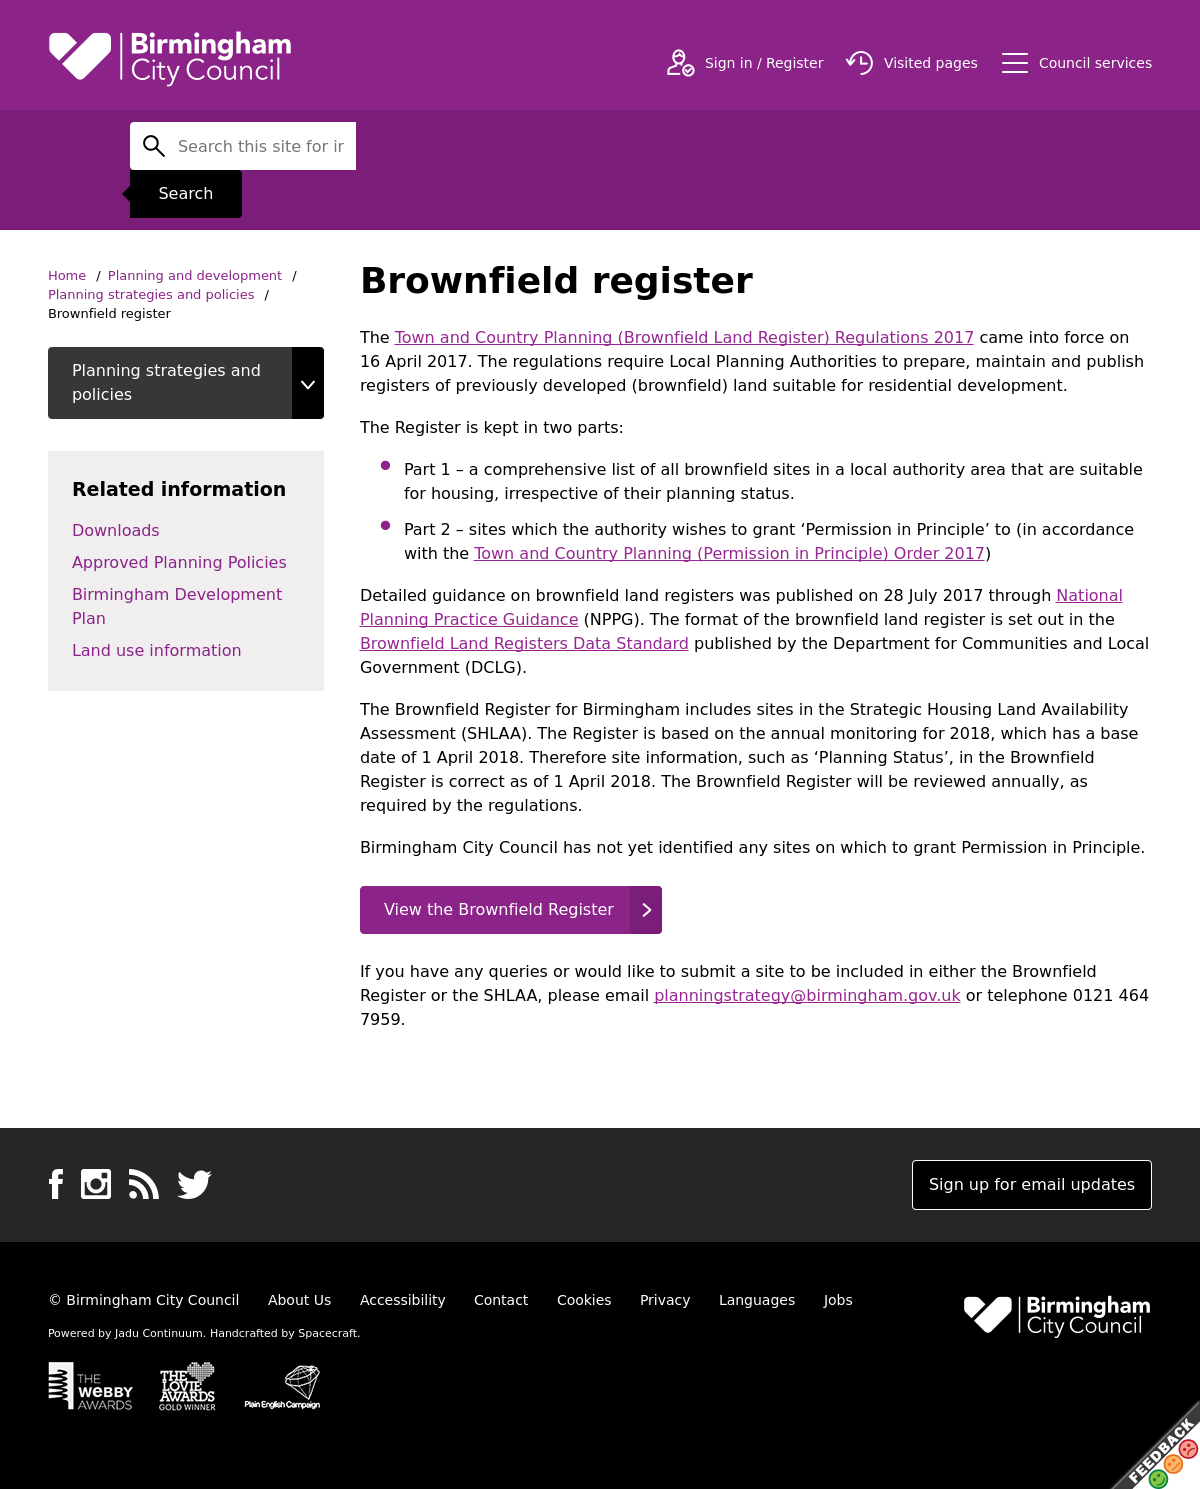 Birmingham
City Council
Sign in / Register
Visited pages
Council services
Search this site for ir
Search
Home / Planning and development /
Planning strategies and policies /
Brownfield register
Planning strategies and
policies
Related information
Downloads
Approved Planning Policies
Birmingham Development
Plan
Land use information
Brownfield register
The Town and Country Planning (Brownfield Land Register) Regulations 2017 came into force on
16 April 2017. The regulations require Local Planning Authorities to prepare, maintain and publish
registers of previously developed (brownfield) land suitable for residential development.
The Register is kept in two parts:
Part 1 – a comprehensive list of all brownfield sites in a local authority area that are suitable
for housing, irrespective of their planning status.
Part 2 – sites which the authority wishes to grant ‘Permission in Principle’ to (in accordance
with the Town and Country Planning (Permission in Principle) Order 2017)
Detailed guidance on brownfield land registers was published on 28 July 2017 through National
Planning Practice Guidance (NPPG). The format of the brownfield land register is set out in the
Brownfield Land Registers Data Standard published by the Department for Communities and Local
Government (DCLG).
The Brownfield Register for Birmingham includes sites in the Strategic Housing Land Availability
Assessment (SHLAA). The Register is based on the annual monitoring for 2018, which has a base
date of 1 April 2018. Therefore site information, such as ‘Planning Status’, in the Brownfield
Register is correct as of 1 April 2018. The Brownfield Register will be reviewed annually, as
required by the regulations.
Birmingham City Council has not yet identified any sites on which to grant Permission in Principle.
View the Brownfield Register
If you have any queries or would like to submit a site to be included in either the Brownfield
Register or the SHLAA, please email planningstrategy@birmingham.gov.uk or telephone 0121 464
7959.
Sign up for email updates
© Birmingham City Council About Us Accessibility Contact Cookies Privacy Languages Jobs
Powered by Jadu Continuum. Handcrafted by Spacecraft.
Birmingham
City Council
THE
WEBBY
AWARDS
THE
LOVIE
AWARDS
GOLD WINNER
Plain English Campaign
FEEDBACK